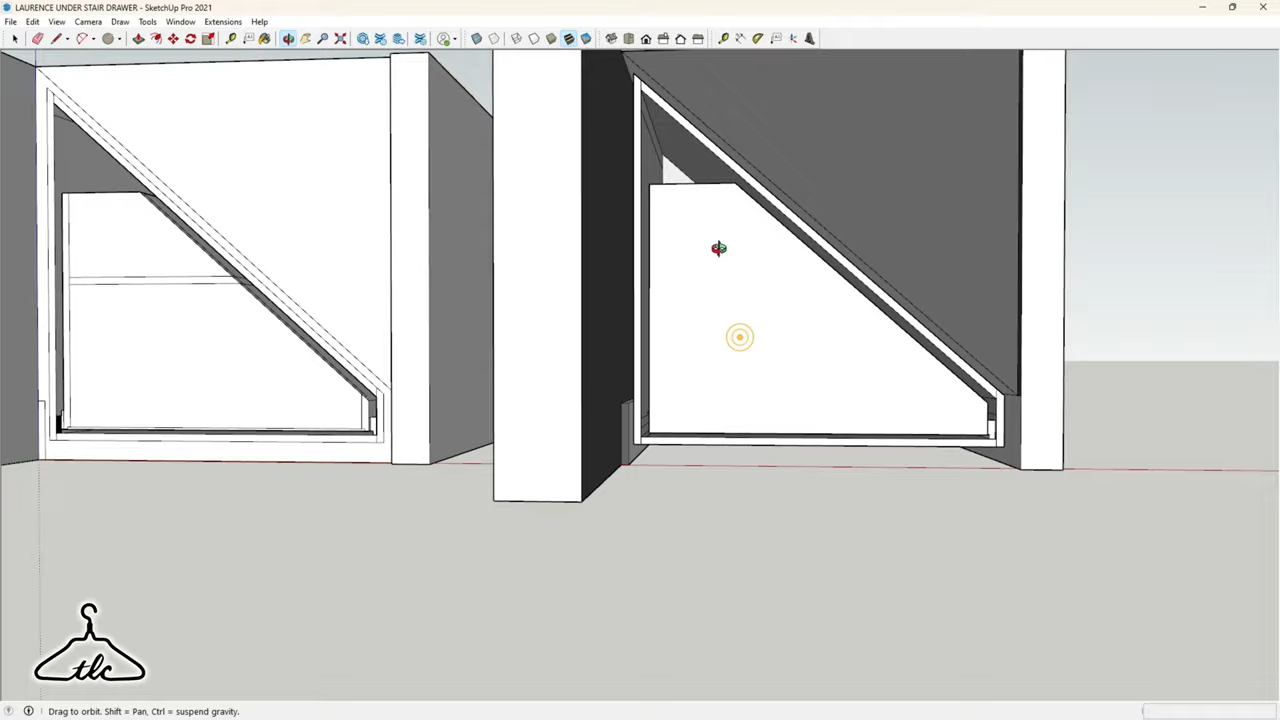 LAURENCE UNDER STAIR DRAWER - SketchUp Pro 2021
File Edit View Camera Draw Tools Window Extensions Help
tlc
Drag to orbit. Shift = Pan, Ctrl = suspend gravity.